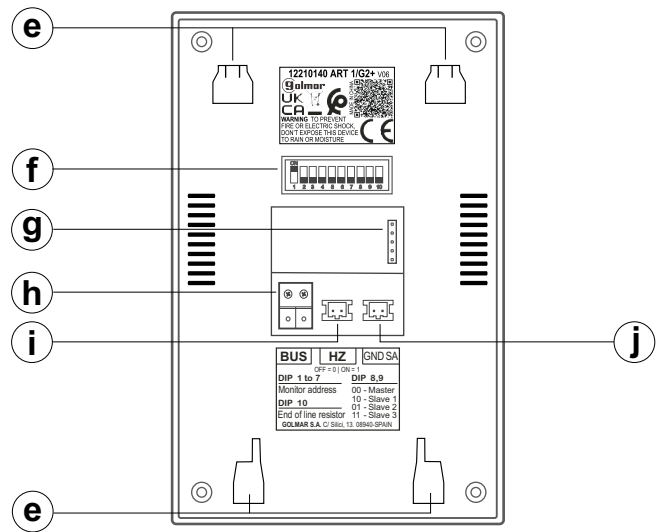 e
12210140 ART 1/G2+ V06
golmar
UK
CA
MADE IN CHINA
CE
WARNING TO PREVENT
FIRE OR ELECTRIC SHOCK,
DON'T EXPOSE THIS DEVICE
TO RAIN OR MOISTURE
f
ON
1 2 3 4 5 6 7 8 9 10
g
h
i
j
BUS HZ GND SA
OFF = 0 | ON = 1
DIP 1 to 7 DIP 8,9
Monitor address 00 - Master
DIP 10 10 - Slave 1
01 - Slave 2
End of line resistor 11 - Slave 3
GOLMAR S.A. C/ Silici, 13. 08940-SPAIN
e